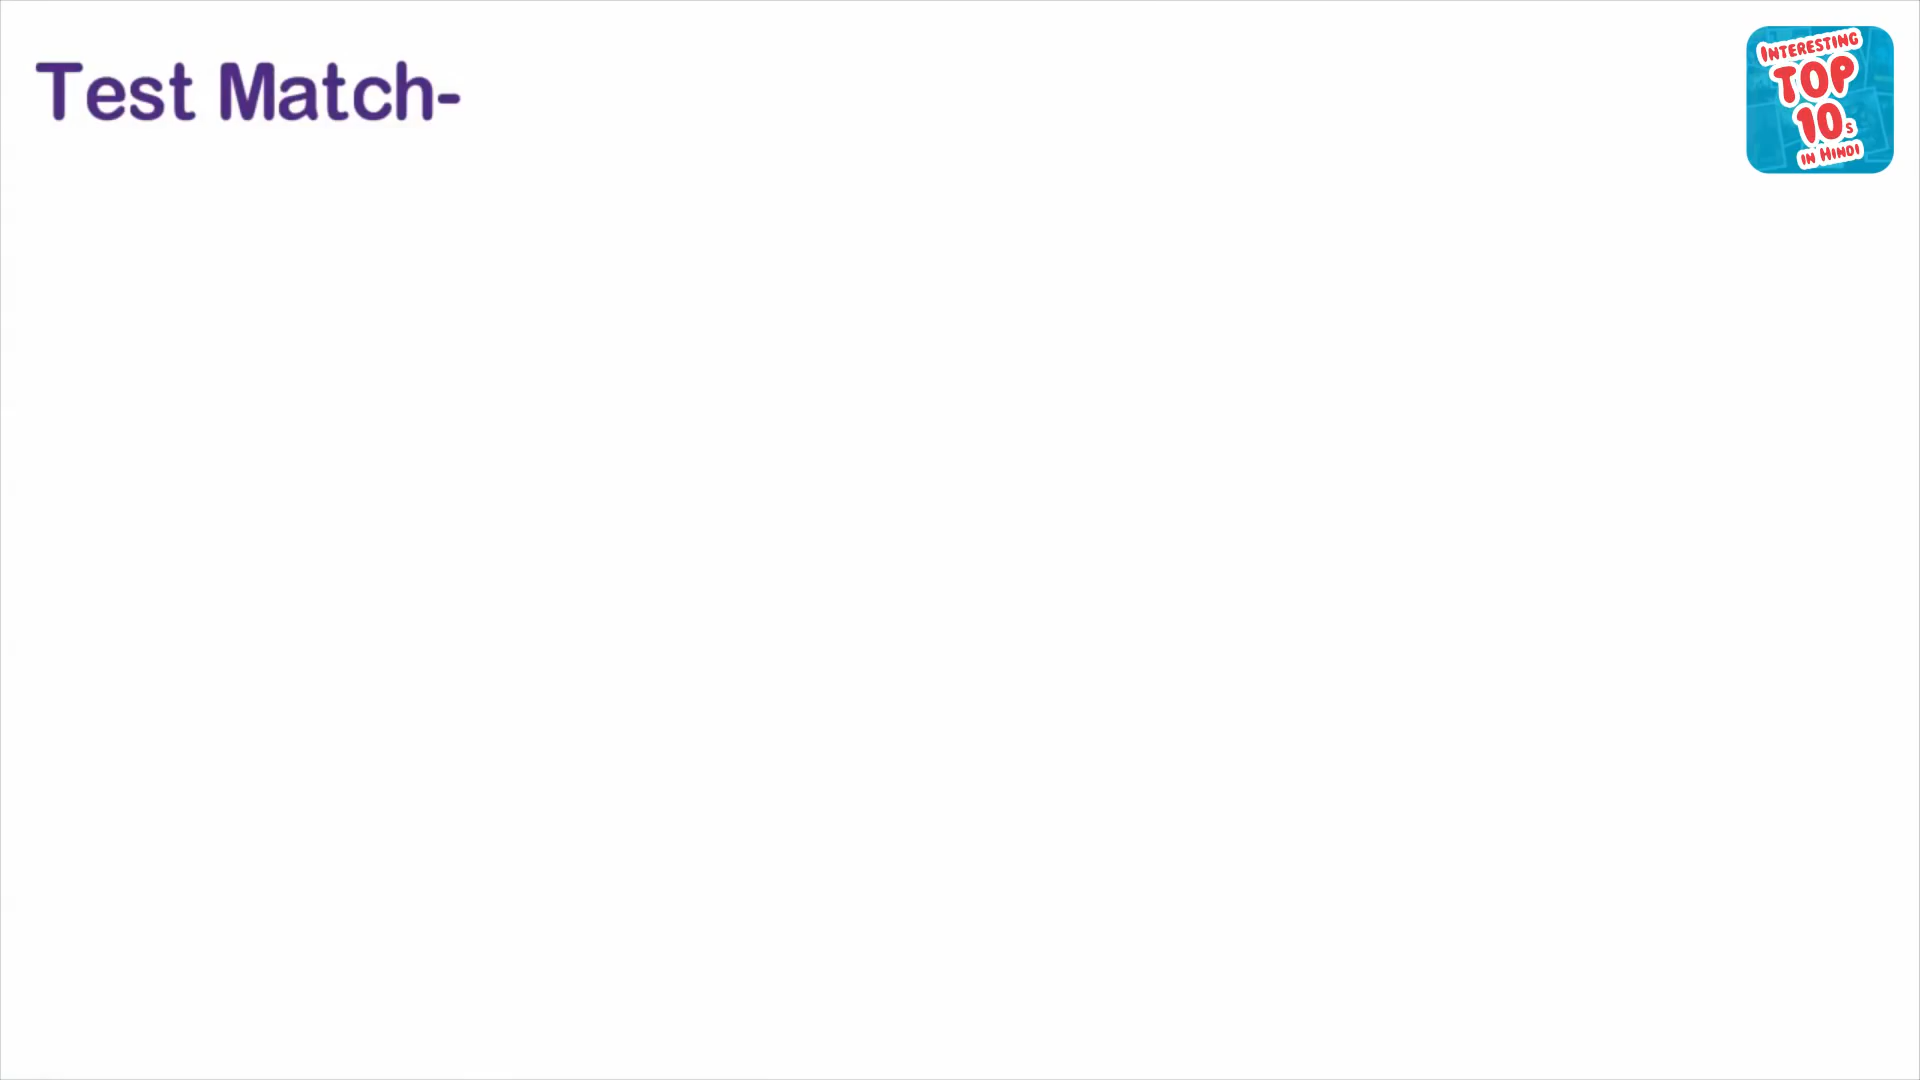 Test Match-
INTERESTING
TOP
10s
IN HINDI